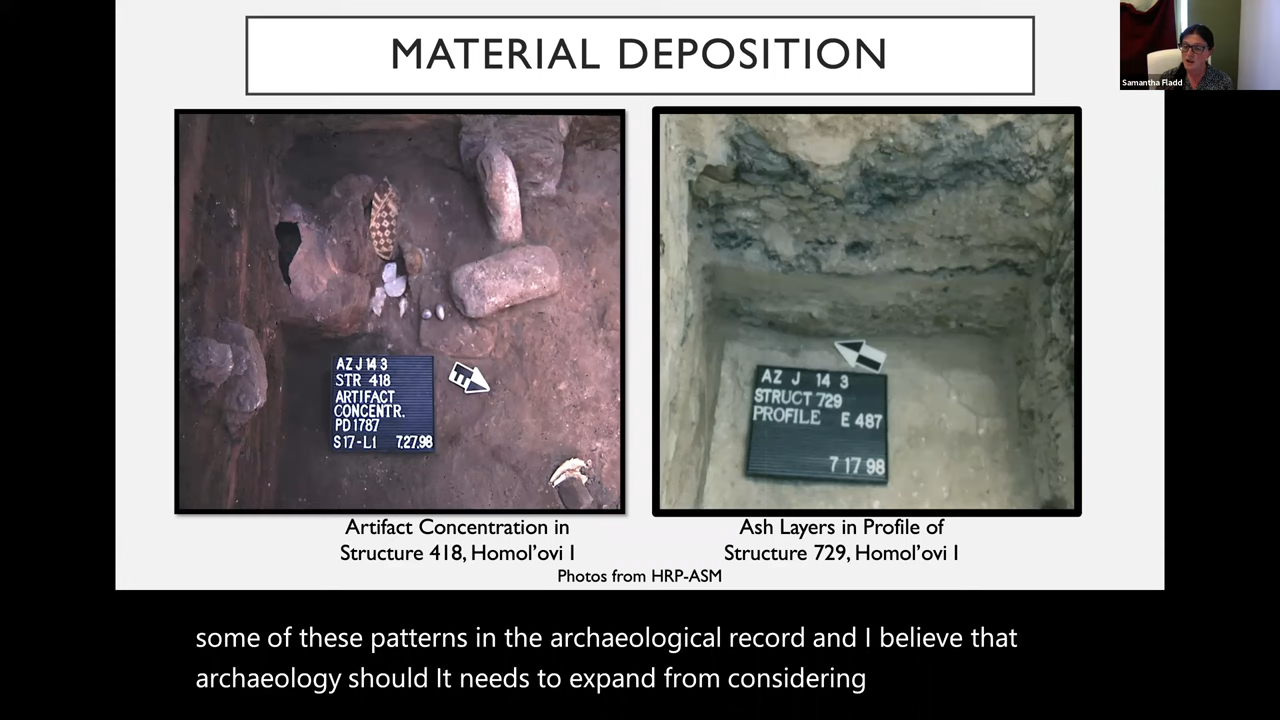 MATERIAL DEPOSITION
Samantha Fladd
AZ J 14 3
STR 418
ARTIFACT
CONCENTR.
PD 1787
S17-L1 7.27.98
E
AZ J 14 3
STRUCT 729
PROFILE E 487
7 17 98
Artifact Concentration in
Structure 418, Homol'ovi I
Ash Layers in Profile of
Structure 729, Homol'ovi I
Photos from HRP-ASM
some of these patterns in the archaeological record and I believe that
archaeology should It needs to expand from considering